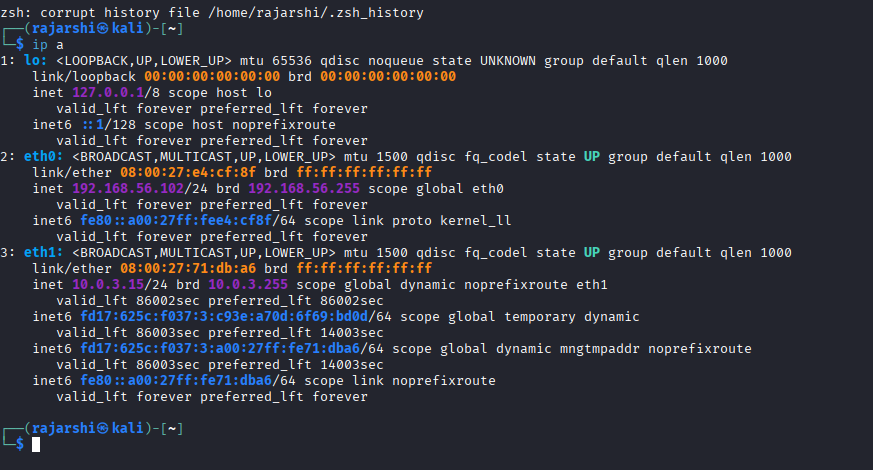 zsh: corrupt history file /home/rajarshi/.zsh_history
┌──(rajarshi㉿kali)-[~]
└─$ ip a
1: lo: <LOOPBACK,UP,LOWER_UP> mtu 65536 qdisc noqueue state UNKNOWN group default qlen 1000
    link/loopback 00:00:00:00:00:00 brd 00:00:00:00:00:00
    inet 127.0.0.1/8 scope host lo
       valid_lft forever preferred_lft forever
    inet6 ::1/128 scope host noprefixroute
       valid_lft forever preferred_lft forever
2: eth0: <BROADCAST,MULTICAST,UP,LOWER_UP> mtu 1500 qdisc fq_codel state UP group default qlen 1000
    link/ether 08:00:27:e4:cf:8f brd ff:ff:ff:ff:ff:ff
    inet 192.168.56.102/24 brd 192.168.56.255 scope global eth0
       valid_lft forever preferred_lft forever
    inet6 fe80::a00:27ff:fee4:cf8f/64 scope link proto kernel_ll
       valid_lft forever preferred_lft forever
3: eth1: <BROADCAST,MULTICAST,UP,LOWER_UP> mtu 1500 qdisc fq_codel state UP group default qlen 1000
    link/ether 08:00:27:71:db:a6 brd ff:ff:ff:ff:ff:ff
    inet 10.0.3.15/24 brd 10.0.3.255 scope global dynamic noprefixroute eth1
       valid_lft 86002sec preferred_lft 86002sec
    inet6 fd17:625c:f037:3:c93e:a70d:6f69:bd0d/64 scope global temporary dynamic
       valid_lft 86003sec preferred_lft 14003sec
    inet6 fd17:625c:f037:3:a00:27ff:fe71:dba6/64 scope global dynamic mngtmpaddr noprefixroute
       valid_lft 86003sec preferred_lft 14003sec
    inet6 fe80::a00:27ff:fe71:dba6/64 scope link noprefixroute
       valid_lft forever preferred_lft forever
┌──(rajarshi㉿kali)-[~]
└─$